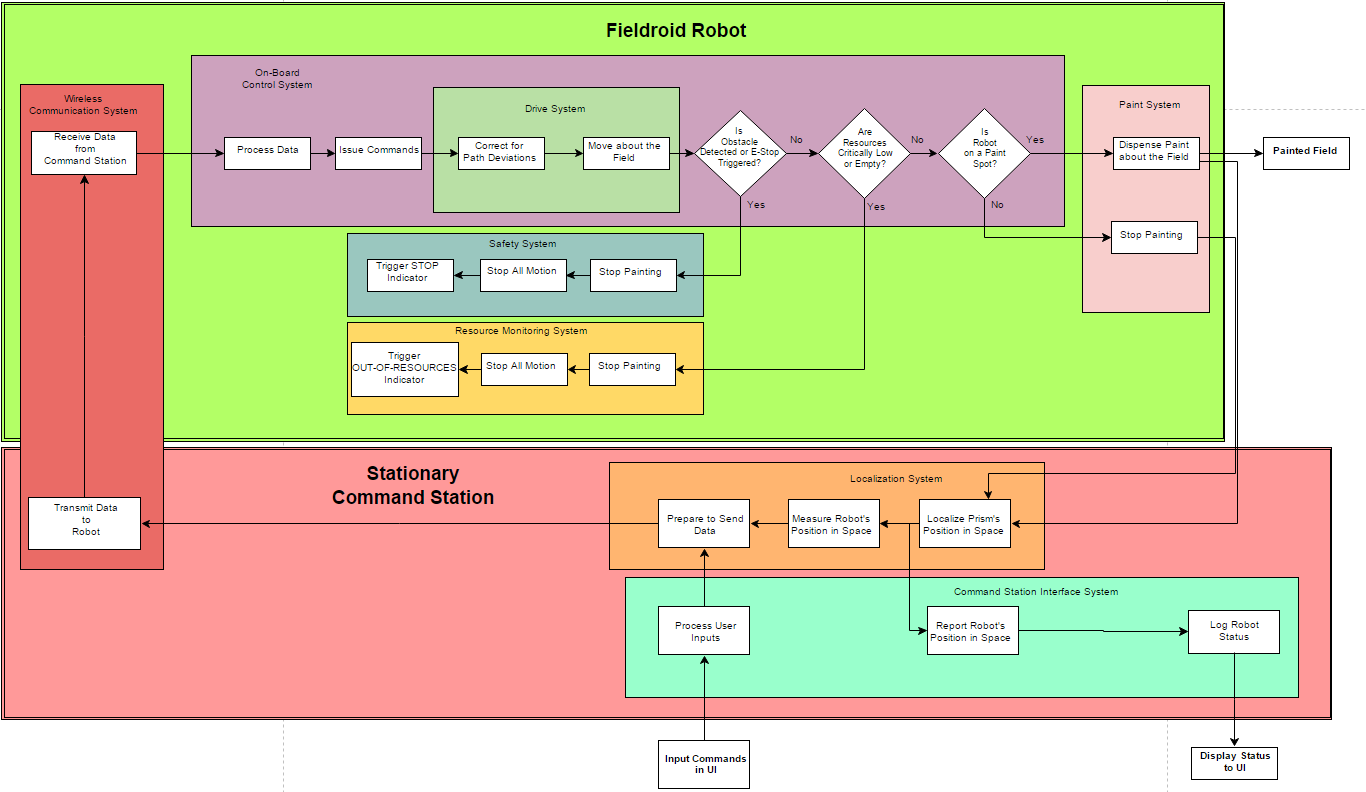 Fieldroid Robot
On-Board
Control System
Wireless
Communication System
Receive Data
from
Command Station
Process Data
Issue Commands
Drive System
Correct for
Path Deviations
Move about the
Field
Is
Obstacle
Detected or E-Stop
Triggered?
No
Yes
Are
Resources
Critically Low
or Empty?
No
Yes
Is
Robot
on a Paint
Spot?
Yes
No
Paint System
Dispense Paint
about the Field
Stop Painting
Painted Field
Safety System
Trigger STOP
Indicator
Stop All Motion
Stop Painting
Resource Monitoring System
Trigger
OUT-OF-RESOURCES
Indicator
Stop All Motion
Stop Painting
Stationary
Command Station
Transmit Data
to
Robot
Localization System
Prepare to Send
Data
Measure Robot's
Position in Space
Localize Prism's
Position in Space
Command Station Interface System
Process User
Inputs
Report Robot's
Position in Space
Log Robot
Status
Input Commands
in UI
Display Status
to UI